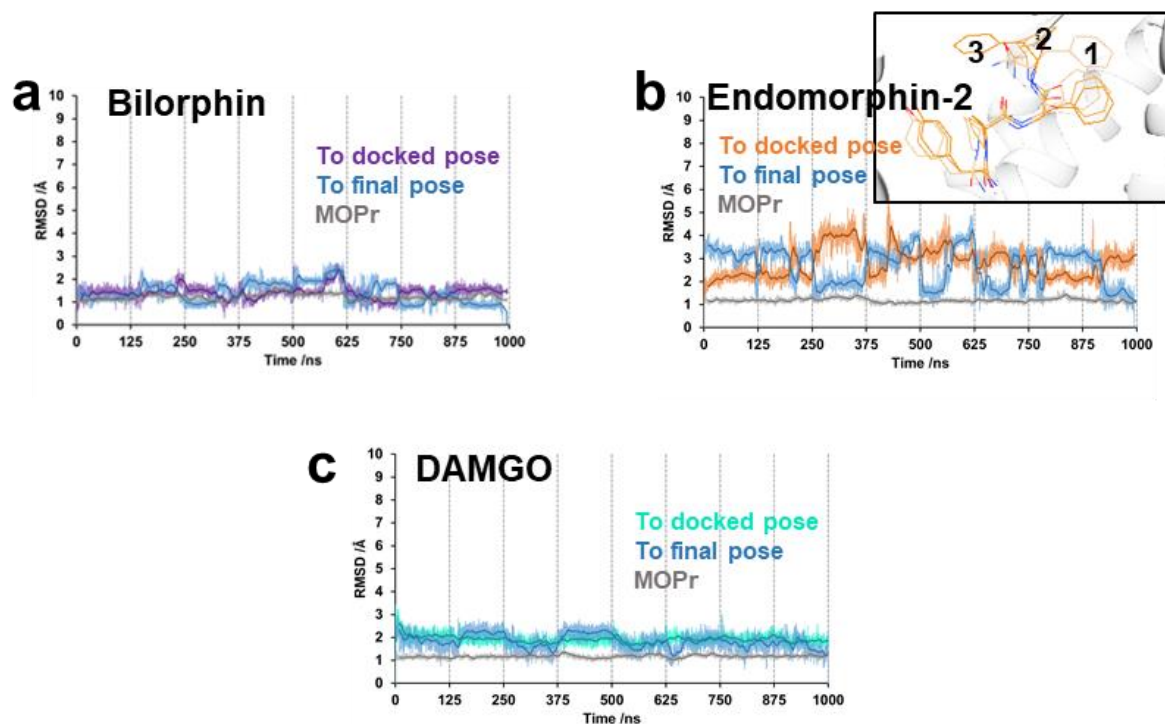 a Bilorphin
RMSD /Å
10
9
8
7
6
5
4
3
2
1
0
To docked pose
To final pose
MOPr
0 125 250 375 500 625 750 875 1000
Time /ns
b Endomorphin-2
3 2 1
RMSD /Å
10
9
8
7
6
5
4
3
2
1
0
To docked pose
To final pose
MOPr
0 125 250 375 500 625 750 875 1000
Time /ns
c DAMGO
RMSD /Å
10
9
8
7
6
5
4
3
2
1
0
To docked pose
To final pose
MOPr
0 125 250 375 500 625 750 875 1000
Time /ns